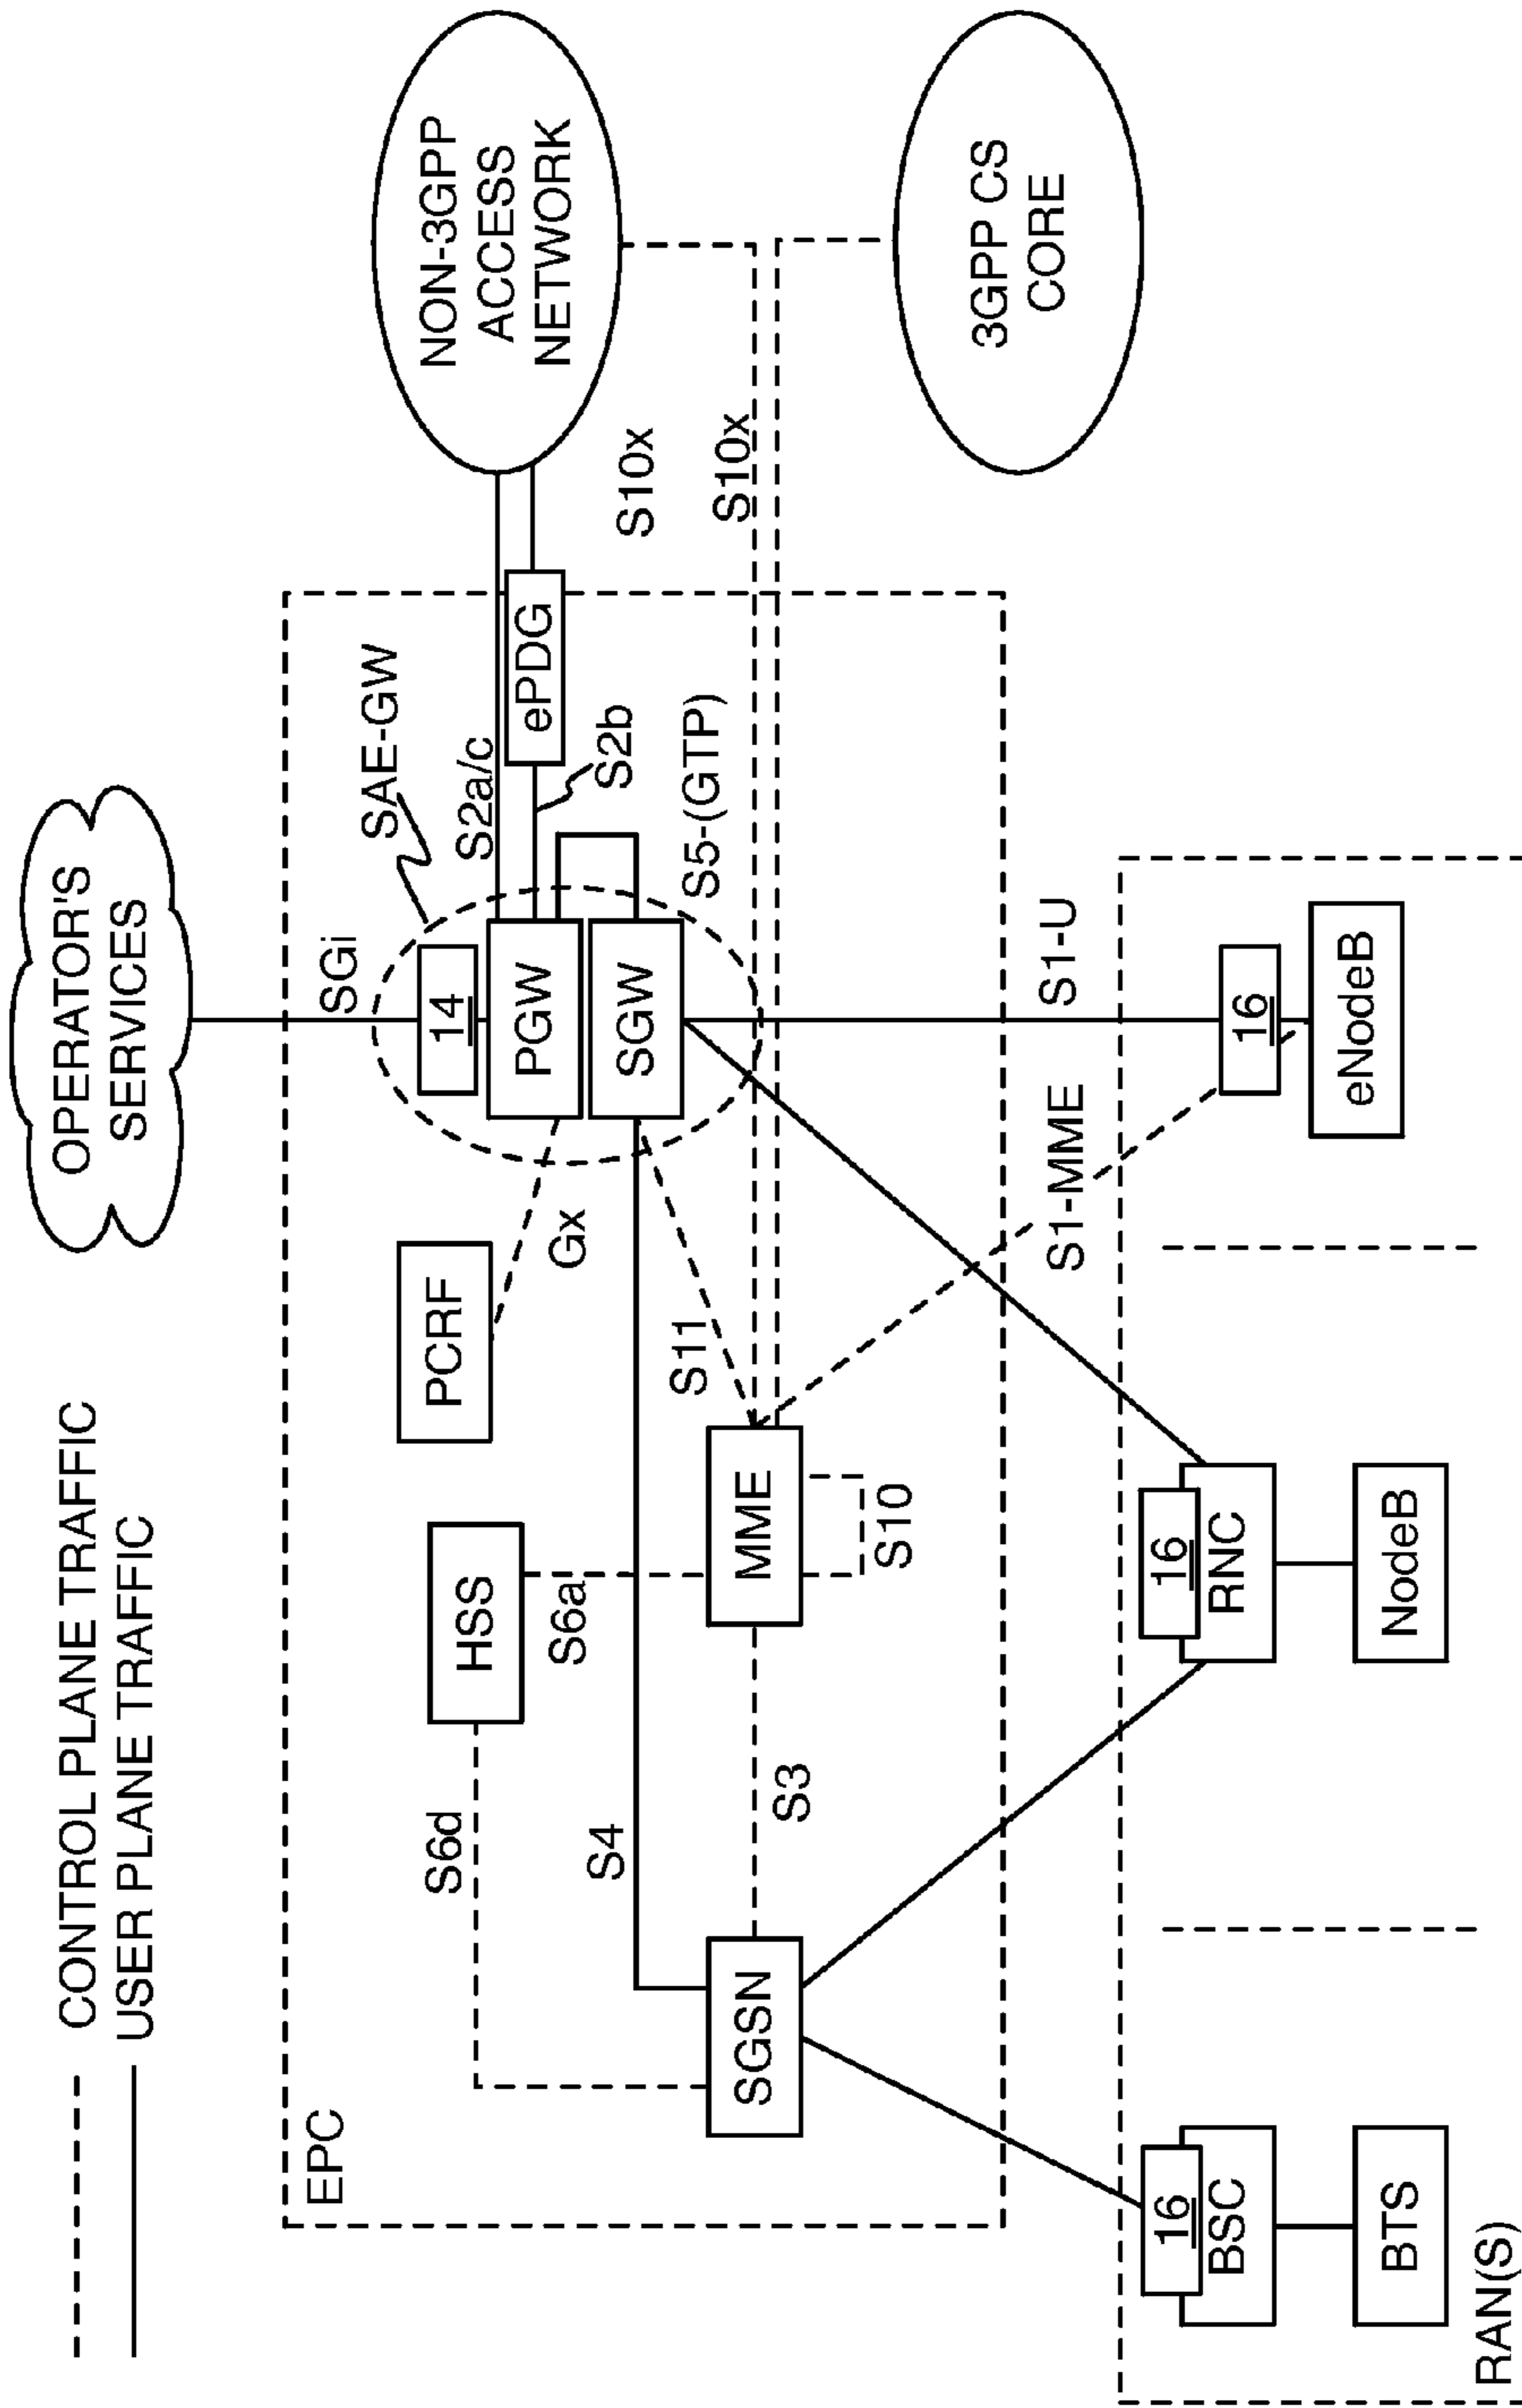 CONTROL PLANE TRAFFIC
USER PLANE TRAFFIC
OPERATOR'S
SERVICES
EPC
SGi
SAE-GW
14
PCRF
HSS
S6d
S6a
Gx
PGW
S2a/c
ePDG
S2b
NON-3GPP
ACCESS
NETWORK
S4
SGW
S11
S5-(GTP)
S10x
S10x
SGSN
S3
MME
S10
3GPP CS
CORE
S1-MME
S1-U
16
BSC
16
RNC
16
eNodeB
BTS
NodeB
RAN(S)